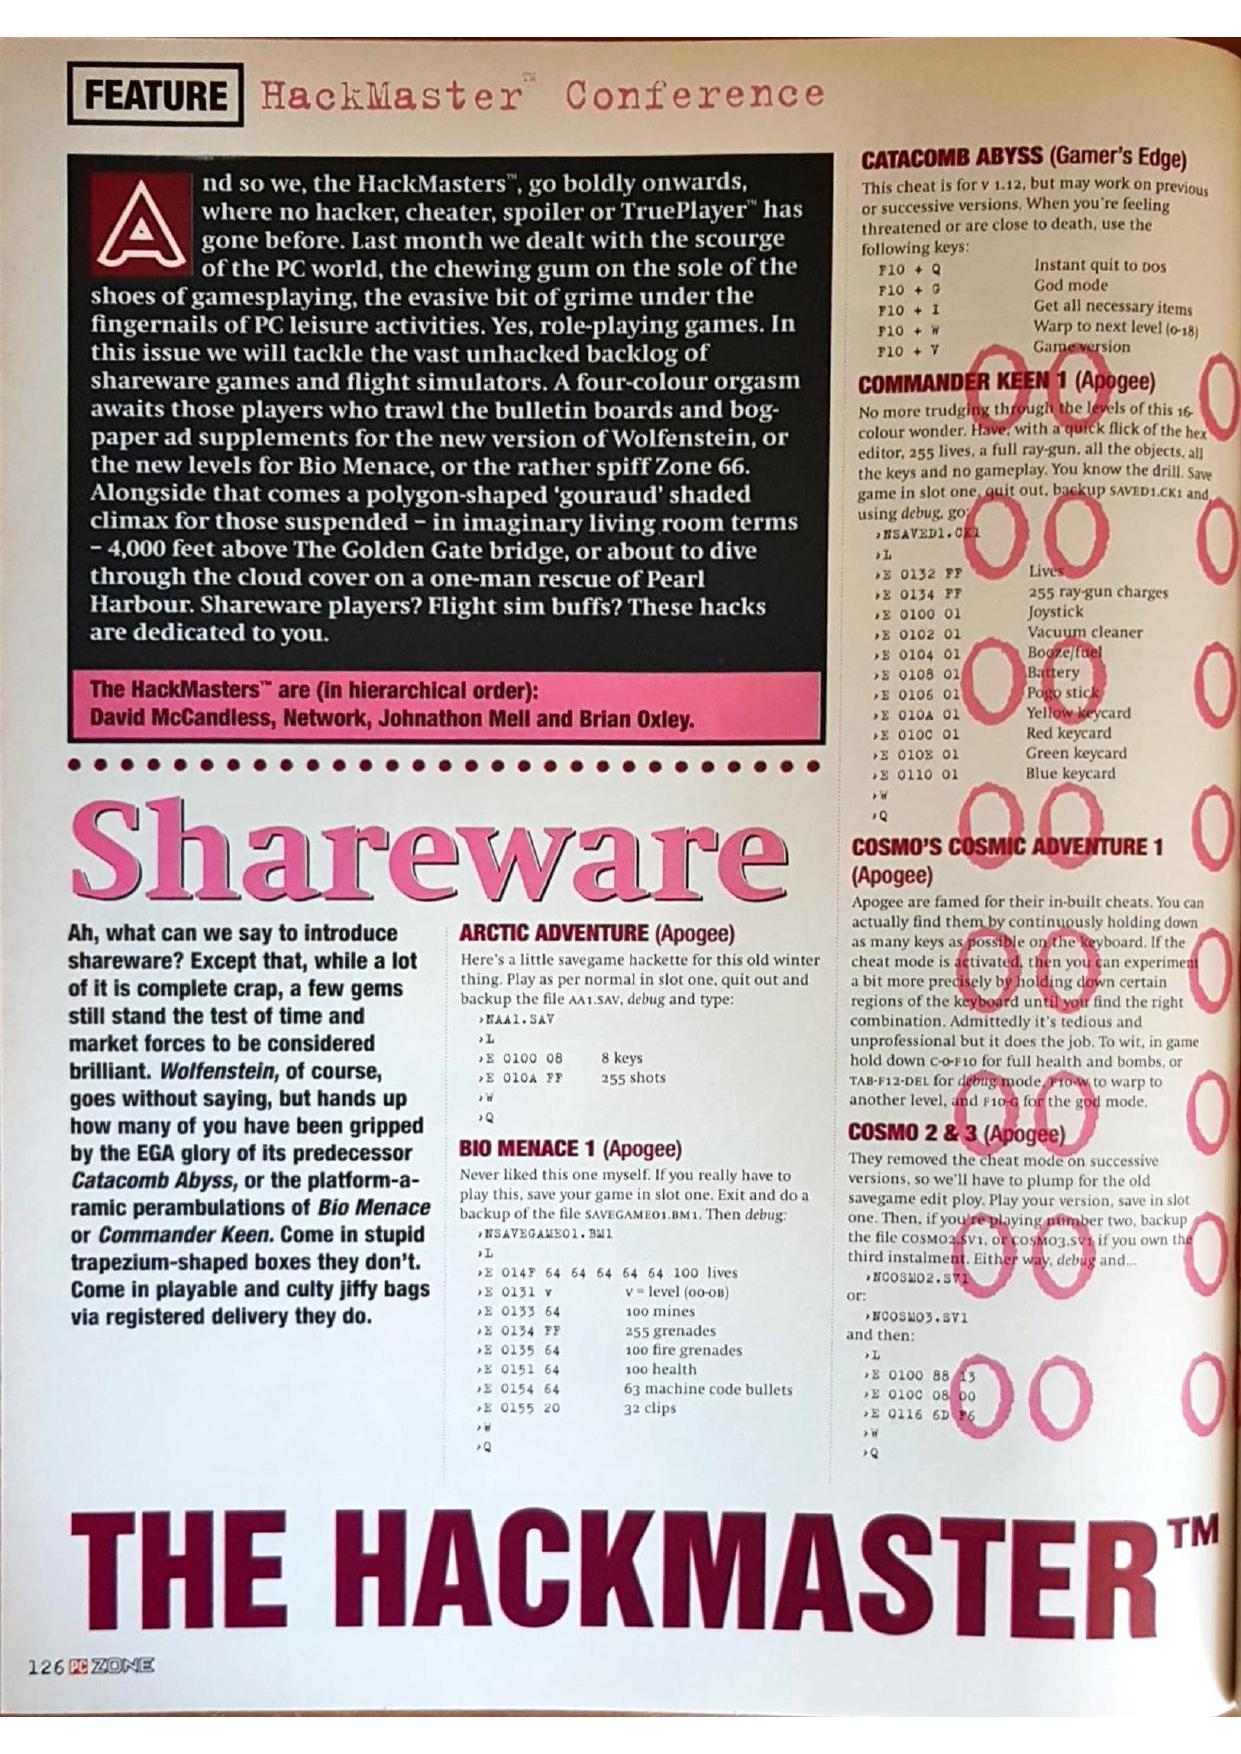 FEATURE HackMaster™ Conference
And so we, the HackMasters™, go boldly onwards,
where no hacker, cheater, spoiler or TruePlayer™ has
gone before. Last month we dealt with the scourge
of the PC world, the chewing gum on the sole of the
shoes of gamesplaying, the evasive bit of grime under the
fingernails of PC leisure activities. Yes, role-playing games. In
this issue we will tackle the vast unhacked backlog of
shareware games and flight simulators. A four-colour orgasm
awaits those players who trawl the bulletin boards and bog-
paper ad supplements for the new version of Wolfenstein, or
the new levels for Bio Menace, or the rather spiff Zone 66.
Alongside that comes a polygon-shaped 'gouraud' shaded
climax for those suspended – in imaginary living room terms
– 4,000 feet above The Golden Gate bridge, or about to dive
through the cloud cover on a one-man rescue of Pearl
Harbour. Shareware players? Flight sim buffs? These hacks
are dedicated to you.
The HackMasters™ are (in hierarchical order):
David McCandless, Network, Johnathon Mell and Brian Oxley.
Shareware
Ah, what can we say to introduce
shareware? Except that, while a lot
of it is complete crap, a few gems
still stand the test of time and
market forces to be considered
brilliant. Wolfenstein, of course,
goes without saying, but hands up
how many of you have been gripped
by the EGA glory of its predecessor
Catacomb Abyss, or the platform-a-
ramic perambulations of Bio Menace
or Commander Keen. Come in stupid
trapezium-shaped boxes they don't.
Come in playable and culty jiffy bags
via registered delivery they do.
ARCTIC ADVENTURE (Apogee)
Here's a little savegame hackette for this old winter
thing. Play as per normal in slot one, quit out and
backup the file AA1.SAV, debug and type:
›NAA1.SAV
›L
›E 0100 08 8 keys
›E 010A FF 255 shots
›W
›Q
BIO MENACE 1 (Apogee)
Never liked this one myself. If you really have to
play this, save your game in slot one. Exit and do a
backup of the file SAVEGAME01.BM1. Then debug:
›NSAVEGAME01.BM1
›L
›E 014F 64 64 64 64 64 100 lives
›E 0131 v v = level (00-0B)
›E 0133 64 100 mines
›E 0134 FF 255 grenades
›E 0135 64 100 fire grenades
›E 0151 64 100 health
›E 0154 64 63 machine code bullets
›E 0155 20 32 clips
›W
›Q
CATACOMB ABYSS (Gamer's Edge)
This cheat is for v 1.12, but may work on previous
or successive versions. When you're feeling
threatened or are close to death, use the
following keys:
F10 + Q Instant quit to DOS
F10 + G God mode
F10 + I Get all necessary items
F10 + W Warp to next level (0-18)
F10 + V Game version
COMMANDER KEEN 1 (Apogee)
No more trudging through the levels of this 16-
colour wonder. Have, with a quick flick of the hex
editor, 255 lives, a full ray-gun, all the objects, all
the keys and no gameplay. You know the drill. Save
game in slot one, quit out, backup SAVED1.CK1 and,
using debug, go:
›NSAVED1.CK1
›L
›E 0132 FF Lives
›E 0134 FF 255 ray-gun charges
›E 0100 01 Joystick
›E 0102 01 Vacuum cleaner
›E 0104 01 Booze/fuel
›E 0108 01 Battery
›E 0106 01 Pogo stick
›E 010A 01 Yellow keycard
›E 010C 01 Red keycard
›E 010E 01 Green keycard
›E 0110 01 Blue keycard
›W
›Q
COSMO'S COSMIC ADVENTURE 1
(Apogee)
Apogee are famed for their in-built cheats. You can
actually find them by continuously holding down
as many keys as possible on the keyboard. If the
cheat mode is activated, then you can experiment
a bit more precisely by holding down certain
regions of the keyboard until you find the right
combination. Admittedly it's tedious and
unprofessional but it does the job. To wit, in game
hold down C-0-F10 for full health and bombs, or
TAB-F12-DEL for debug mode, F10-W to warp to
another level, and F10-G for the god mode.
COSMO 2 & 3 (Apogee)
They removed the cheat mode on successive
versions, so we'll have to plump for the old
savegame edit ploy. Play your version, save in slot
one. Then, if you're playing number two, backup
the file COSMO2.SV1, or COSMO3.SV1 if you own the
third instalment. Either way, debug and...
›NCOSMO2.SV1
or:
›NCOSMO3.SV1
and then:
›L
›E 0100 88 13
›E 010C 08 00
›E 0116 6D F6
›W
›Q
THE HACKMASTER™
126 PC ZONE